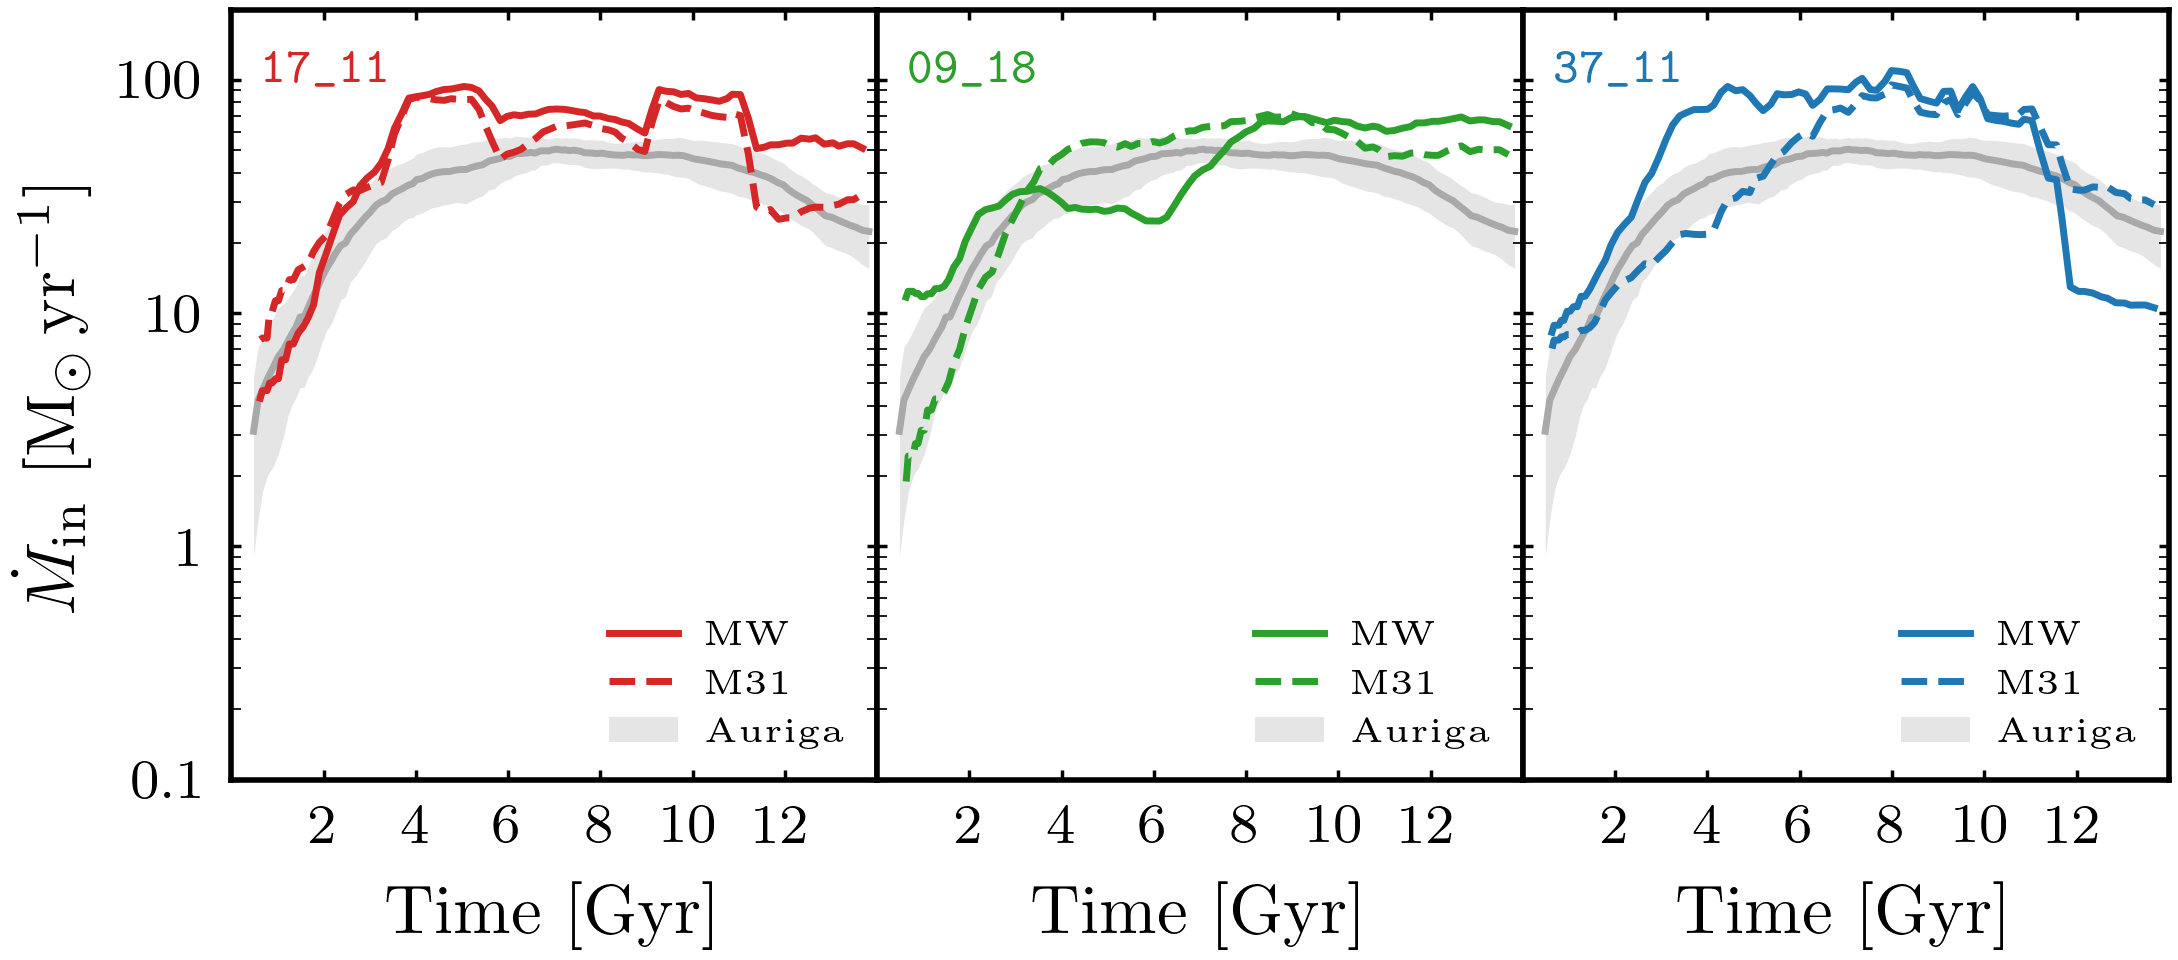 17_11 09_18 37_11
100
10
1
0.1
Ṁin [M⊙ yr−1]
MW MW MW
M31 M31 M31
Auriga Auriga Auriga
2 4 6 8 10 12 2 4 6 8 10 12 2 4 6 8 10 12
Time [Gyr] Time [Gyr] Time [Gyr]